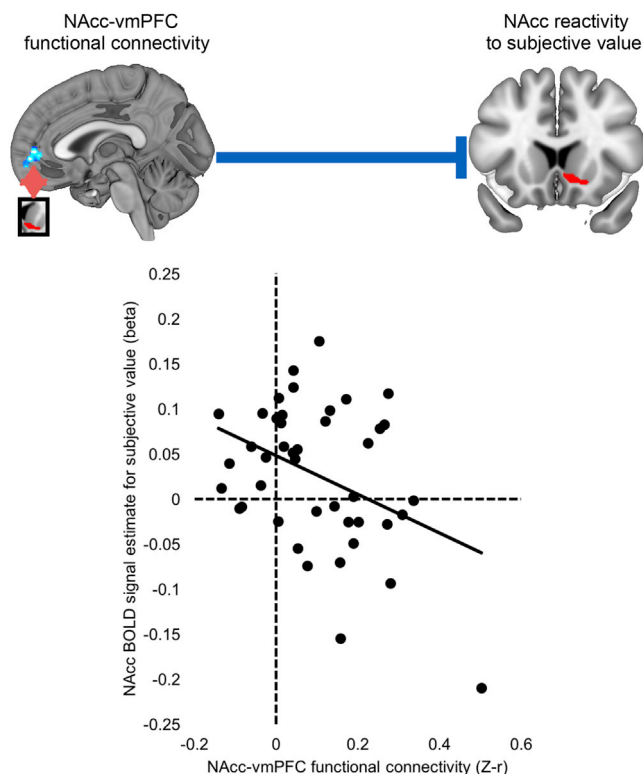 NAcc-vmPFC
functional connectivity
NAcc reactivity
to subjective value
NAcc BOLD signal estimate for subjective value (beta)
0.25
0.2
0.15
0.1
0.05
0
-0.05
-0.1
-0.15
-0.2
-0.25
-0.2
0
0.2
0.4
0.6
NAcc-vmPFC functional connectivity (Z-r)